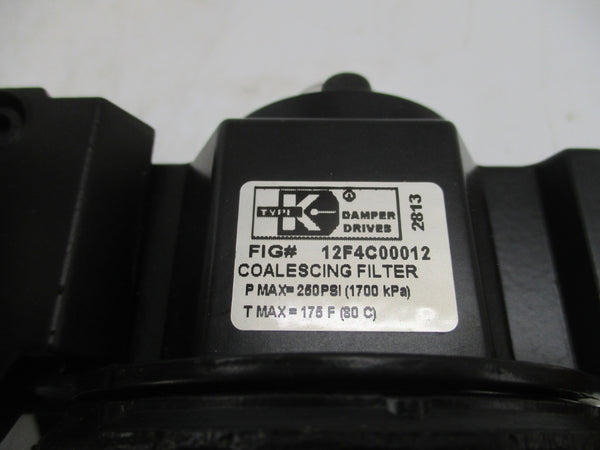 TYPE K DAMPER
DRIVES
2813
FIG# 12F4C00012
COALESCING FILTER
P MAX= 250PSI (1700 kPa)
T MAX = 175 F (80 C)